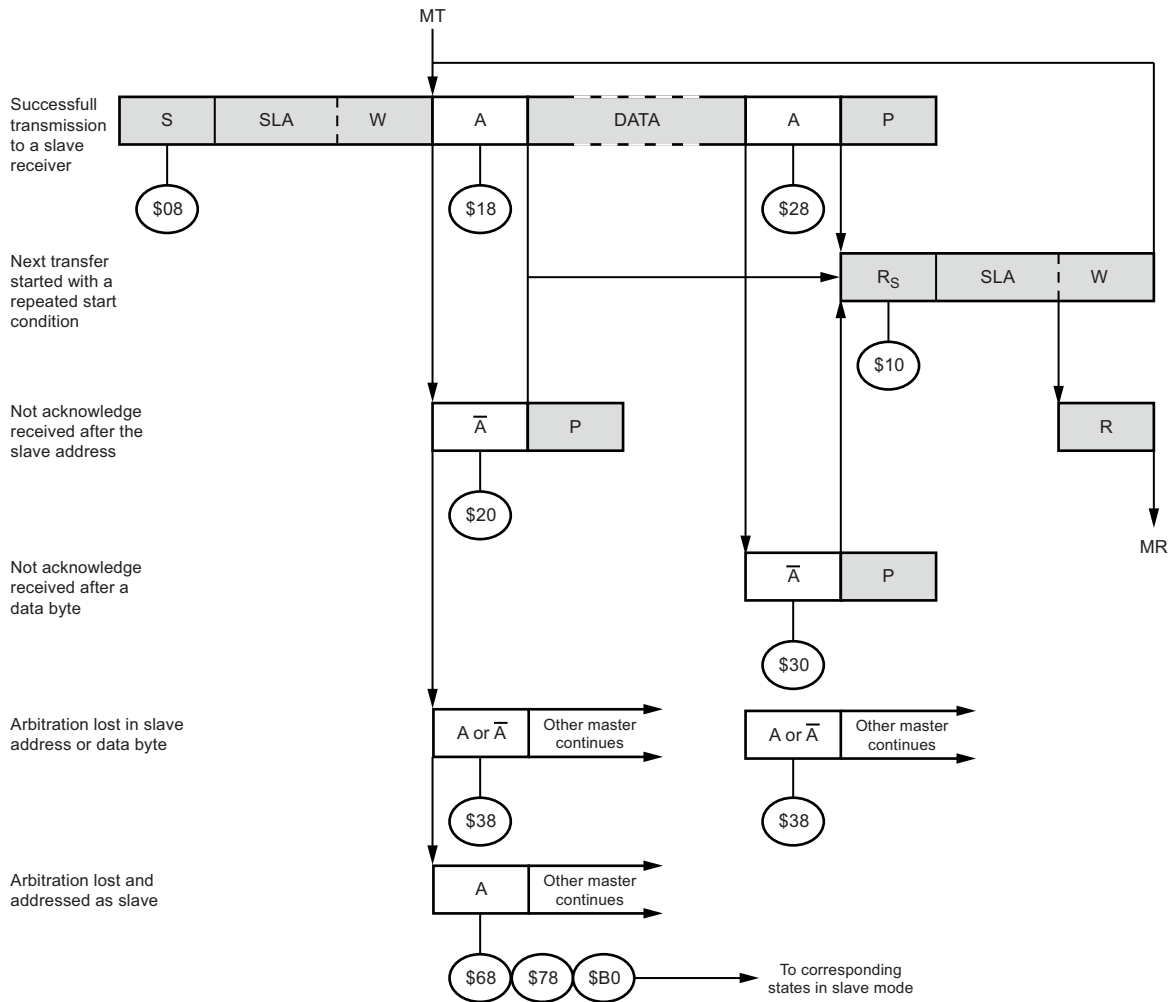 MT
Successfull
transmission
to a slave
receiver
S
SLA
W
A
DATA
A
P
$08
$18
$28
Next transfer
started with a
repeated start
condition
RS
SLA
W
$10
Not acknowledge
received after the
slave address
A̅
P
R
$20
MR
Not acknowledge
received after a
data byte
A̅
P
$30
Arbitration lost in slave
address or data byte
A or A̅
Other master
continues
A or A̅
Other master
continues
$38
$38
Arbitration lost and
addressed as slave
A
Other master
continues
$68
$78
$B0
To corresponding
states in slave mode